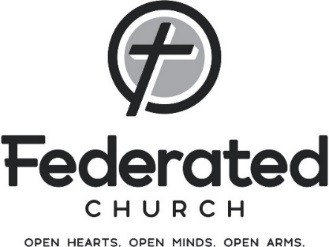 Federated
CHURCH
OPEN HEARTS. OPEN MINDS. OPEN ARMS.